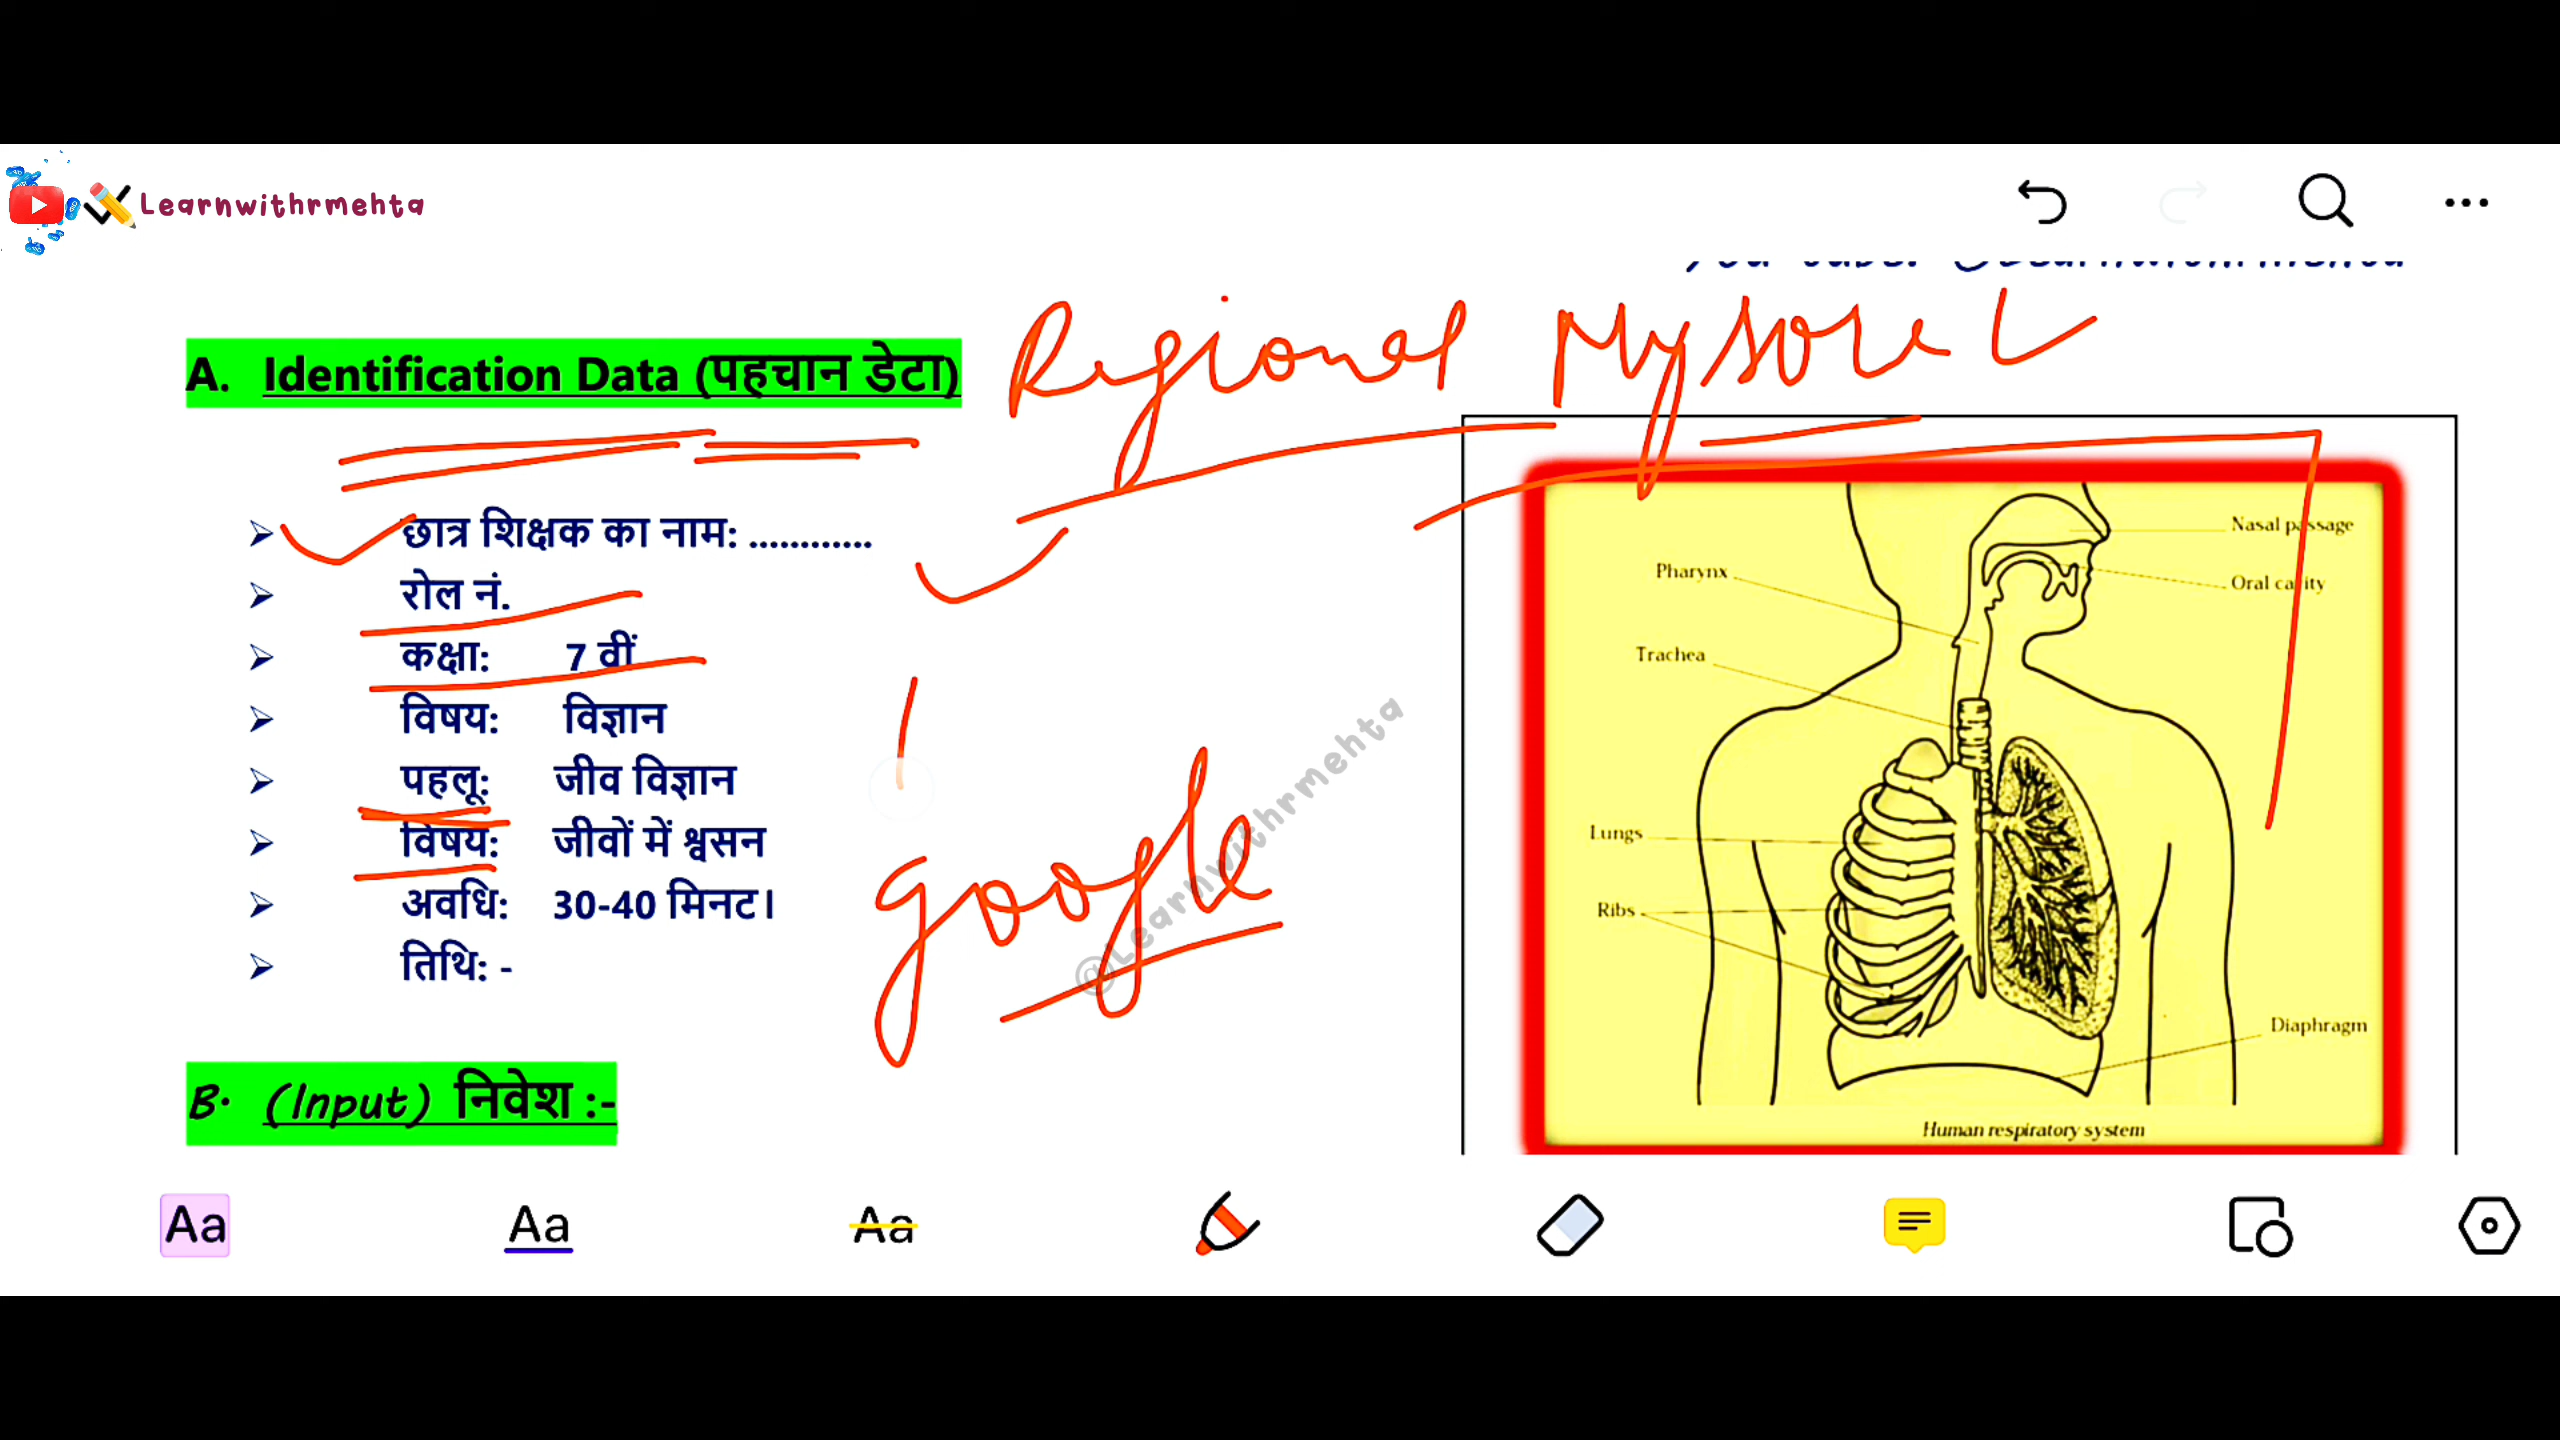 Learnwithrmehta
A. Identification Data (पहचान डेटा)
Regional Mysore
➢ छात्र शिक्षक का नाम: ............
➢ रोल नं.
➢ कक्षा: 7 वीं
➢ विषय: विज्ञान
➢ पहलू: जीव विज्ञान
➢ विषय: जीवों में श्वसन
➢ अवधि: 30-40 मिनट।
➢ तिथि: -
google
@Learnwithrmehta
B. (Input) निवेश :-
Nasal passage
Pharynx
Oral cavity
Trachea
Lungs
Ribs
Diaphragm
Human respiratory system
Aa
Aa
Aa